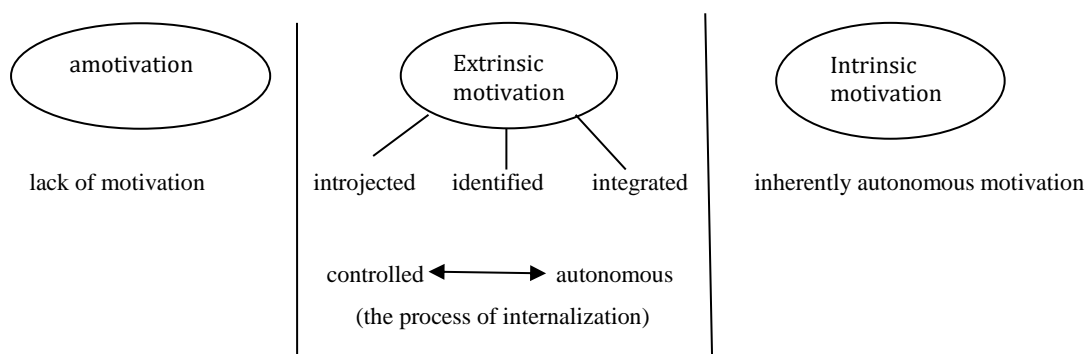 amotivation
Extrinsic
motivation
Intrinsic
motivation
lack of motivation
introjected identified integrated
inherently autonomous motivation
controlled autonomous
(the process of internalization)